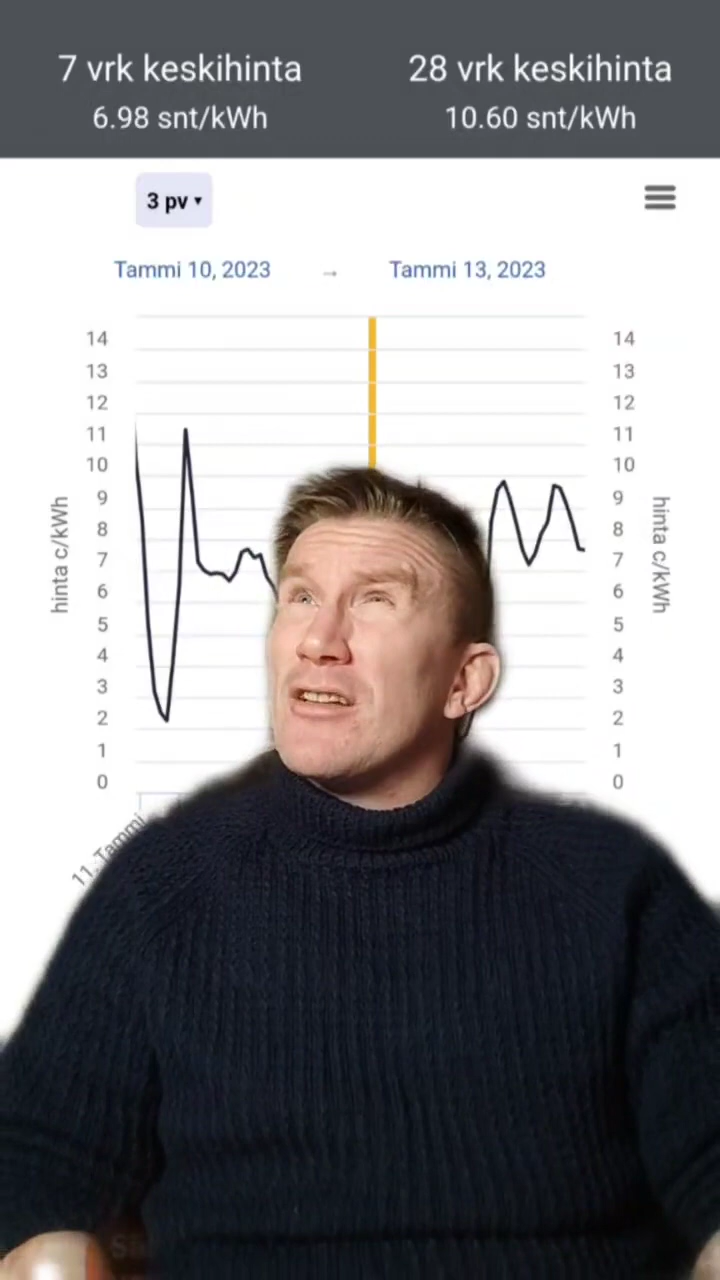 7 vrk keskihinta
6.98 snt/kWh
28 vrk keskihinta
10.60 snt/kWh
3 pv ▾
Tammi 10, 2023 → Tammi 13, 2023
14 14
13 13
12 12
11 11
10 10
9 9
8 8
7 7
6 6
5 5
4 4
3 3
2 2
1 1
0 0
hinta c/kWh
hinta c/kWh
11. Tammi